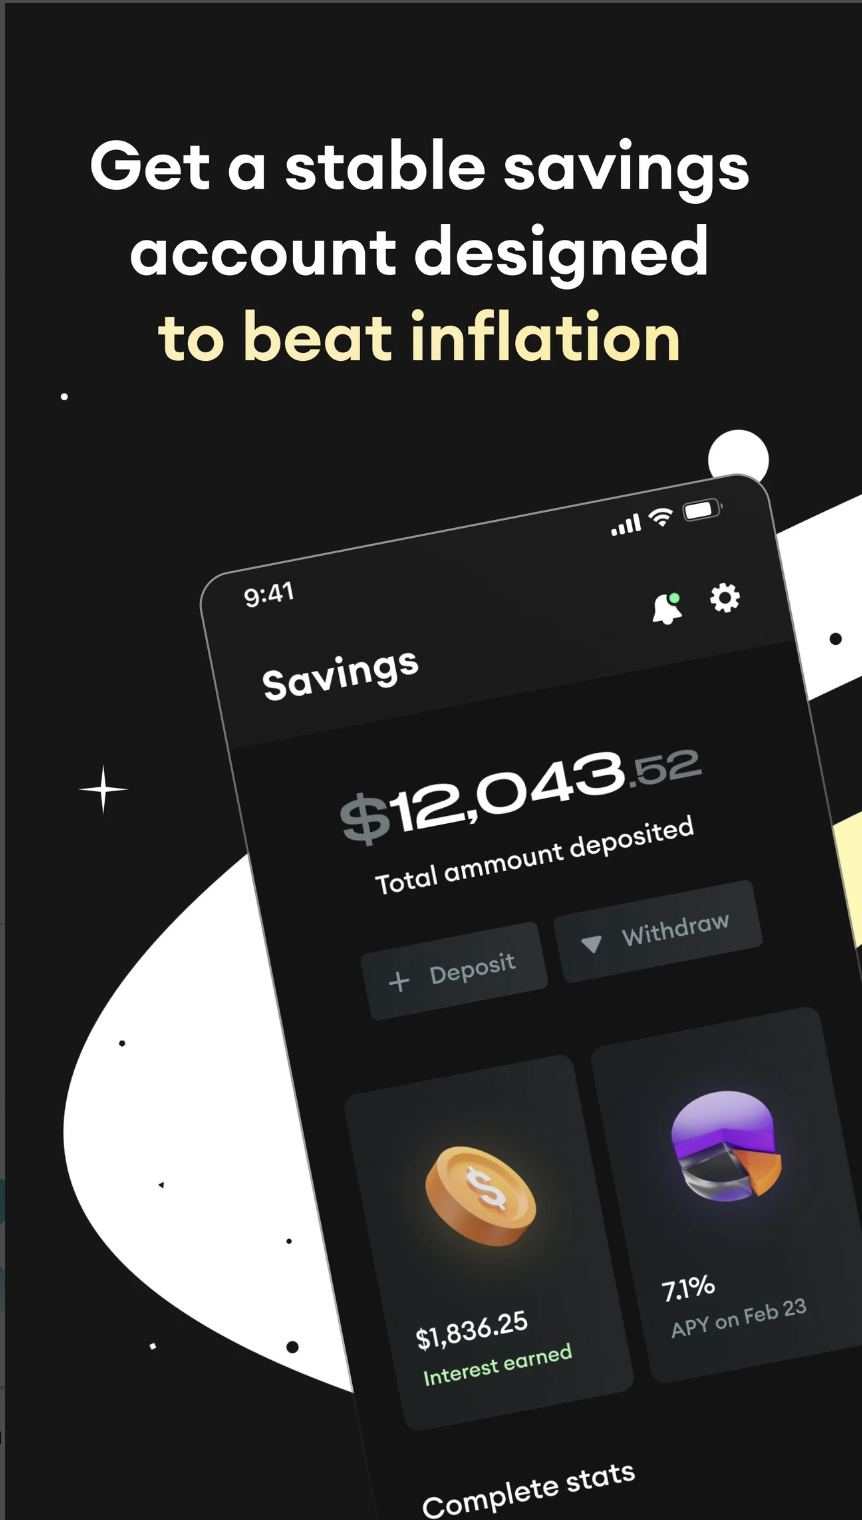 Get a stable savings
account designed
to beat inflation
9:41
Savings
$12,043.52
Total ammount deposited
+ Deposit
Withdraw
$1,836.25
Interest earned
7.1%
APY on Feb 23
Complete stats